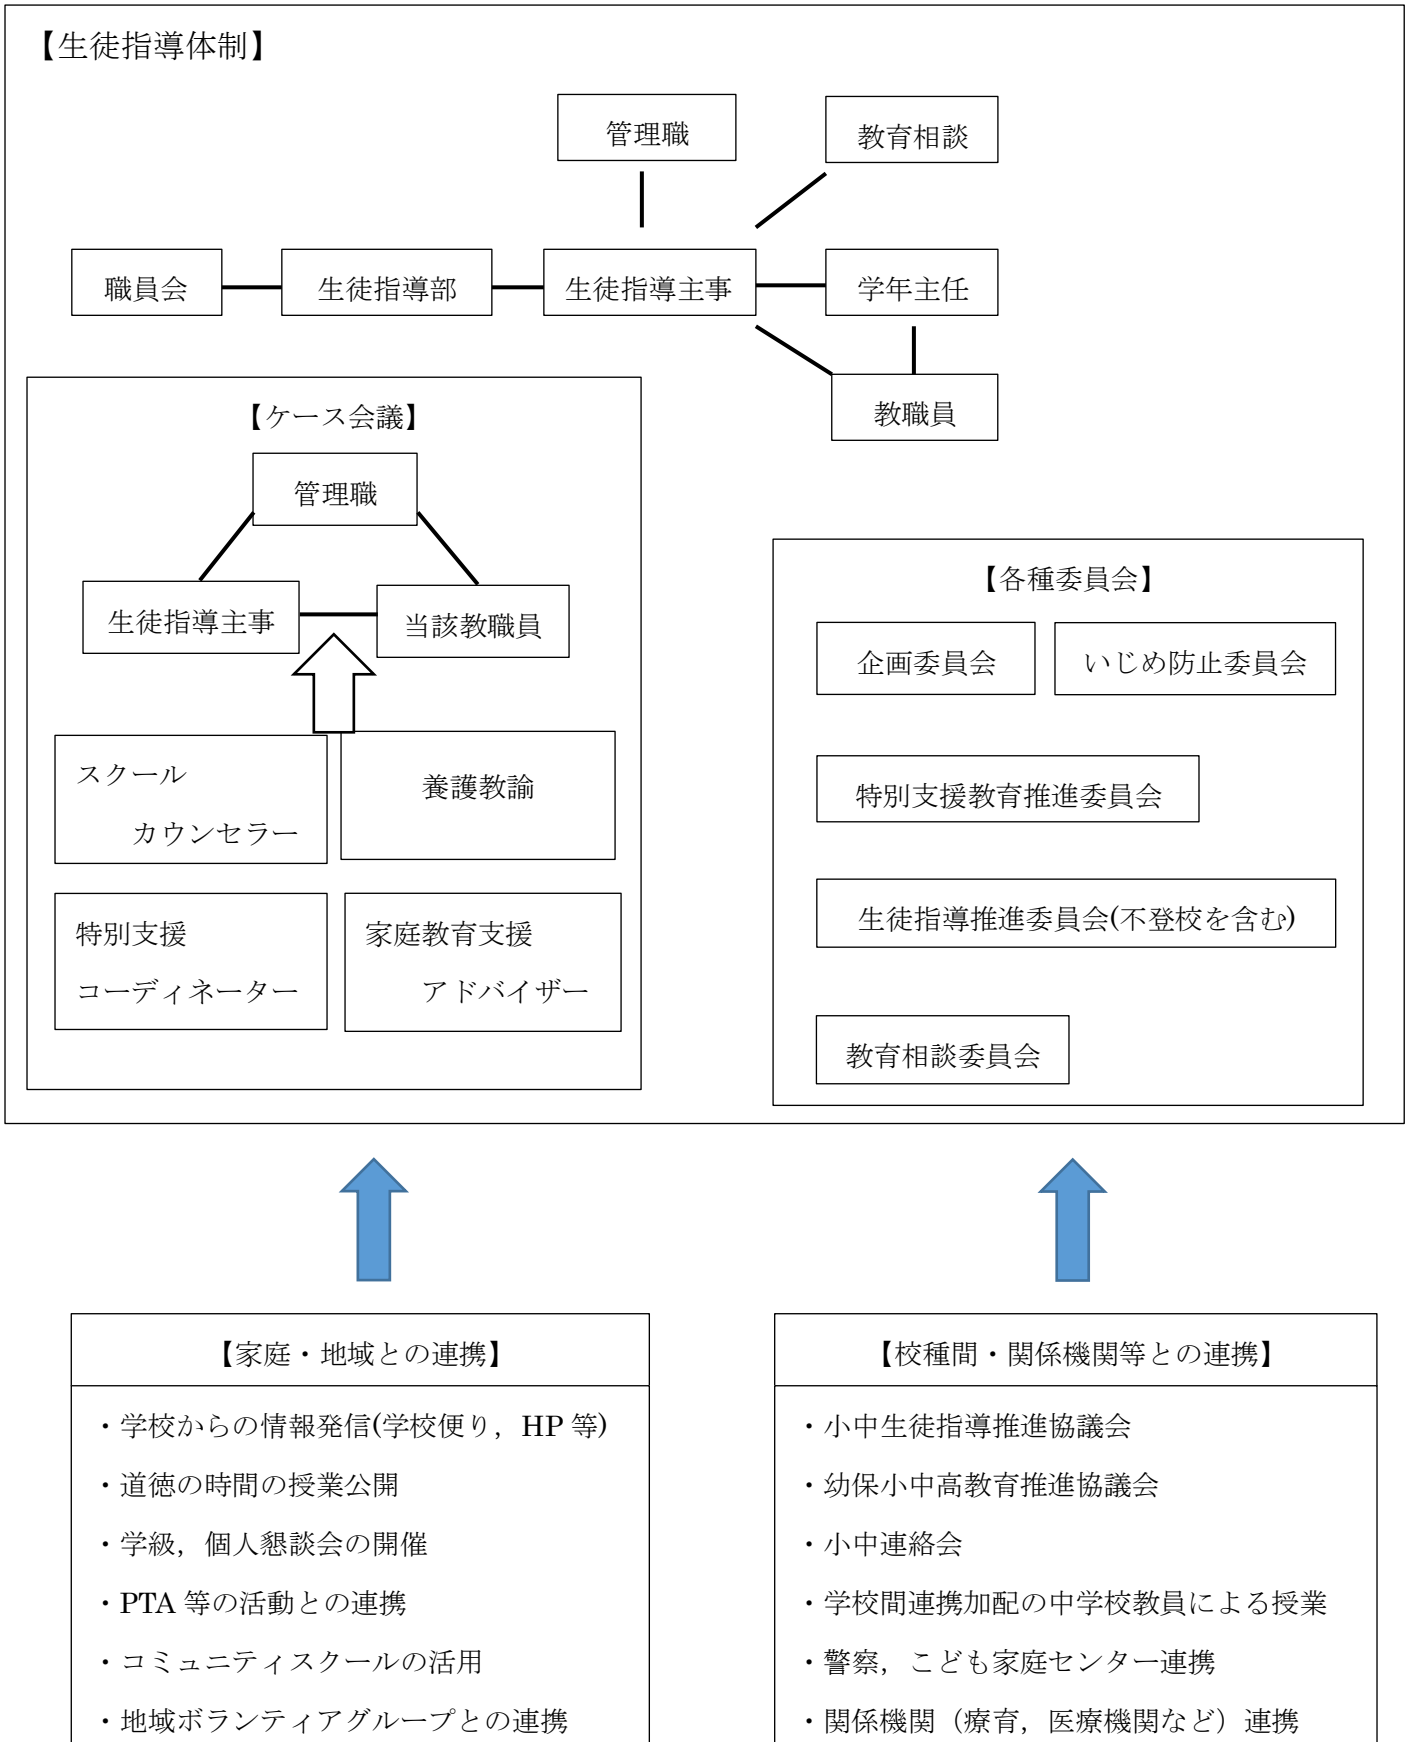 【生徒指導体制】
管理職
教育相談
職員会
生徒指導部
生徒指導主事
学年主任
教職員
【ケース会議】
管理職
生徒指導主事
当該教職員
スクール
カウンセラー
養護教諭
特別支援
コーディネーター
家庭教育支援
アドバイザー
【各種委員会】
企画委員会
いじめ防止委員会
特別支援教育推進委員会
生徒指導推進委員会(不登校を含む)
教育相談委員会
【家庭・地域との連携】
・学校からの情報発信(学校便り，HP 等)
・道徳の時間の授業公開
・学級，個人懇談会の開催
・PTA 等の活動との連携
・コミュニティスクールの活用
・地域ボランティアグループとの連携
【校種間・関係機関等との連携】
・小中生徒指導推進協議会
・幼保小中高教育推進協議会
・小中連絡会
・学校間連携加配の中学校教員による授業
・警察，こども家庭センター連携
・関係機関（療育，医療機関など）連携